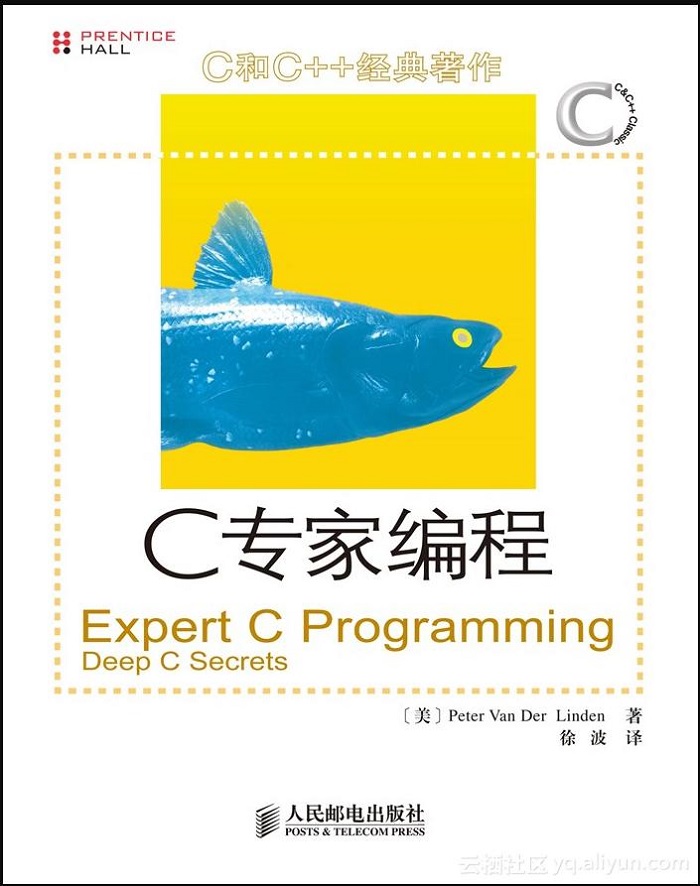 PRENTICE
HALL
C和C++经典著作
C
C&C++ Classic
C专家编程
Expert C Programming
Deep C Secrets
［美］Peter Van Der Linden 著
徐 波 译
人民邮电出版社
POSTS & TELECOM PRESS
云栖社区 yq.aliyun.com